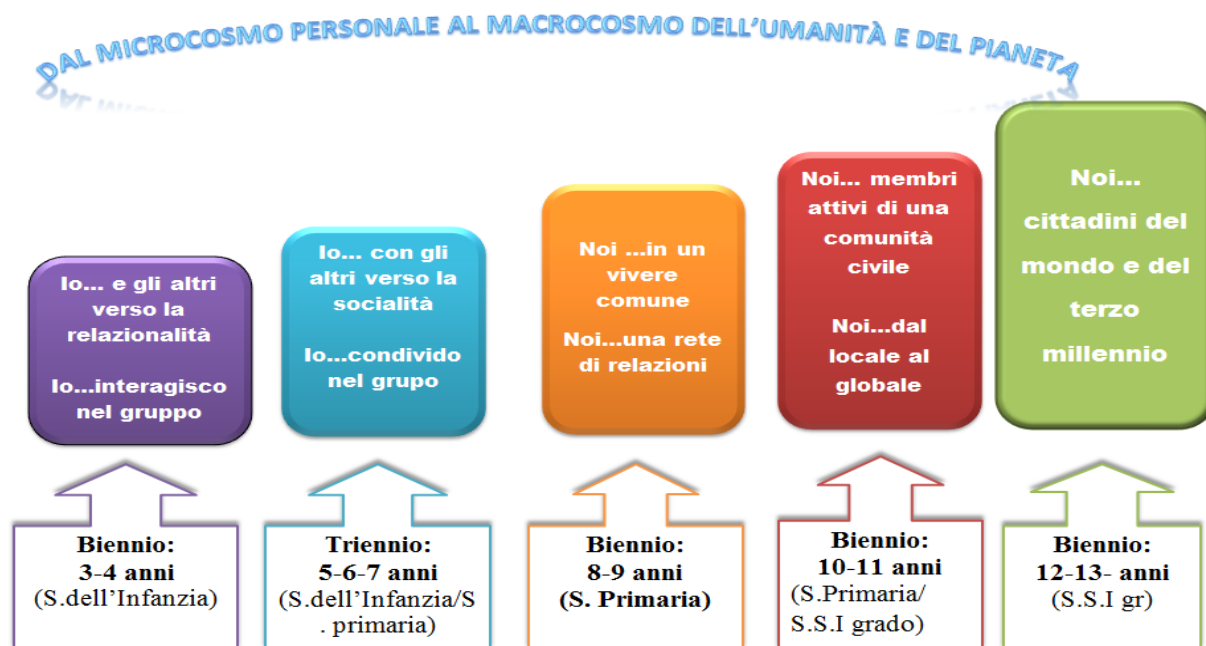 DAL MICROCOSMO PERSONALE AL MACROCOSMO DELL'UMANITÀ E DEL PIANETA
Io... e gli altri
verso la
relazionalità
Io...interagisco
nel gruppo
Io... con gli
altri verso la
socialità
Io...condivido
nel grupo
Noi ...in un
vivere
comune
Noi...una rete
di relazioni
Noi... membri
attivi di una
comunità
civile
Noi...dal
locale al
globale
Noi...
cittadini del
mondo e del
terzo
millennio
Biennio:
3-4 anni
(S.dell'Infanzia)
Triennio:
5-6-7 anni
(S.dell'Infanzia/S
. primaria)
Biennio:
8-9 anni
(S. Primaria)
Biennio:
10-11 anni
(S.Primaria/
S.S.I grado)
Biennio:
12-13- anni
(S.S.I gr)